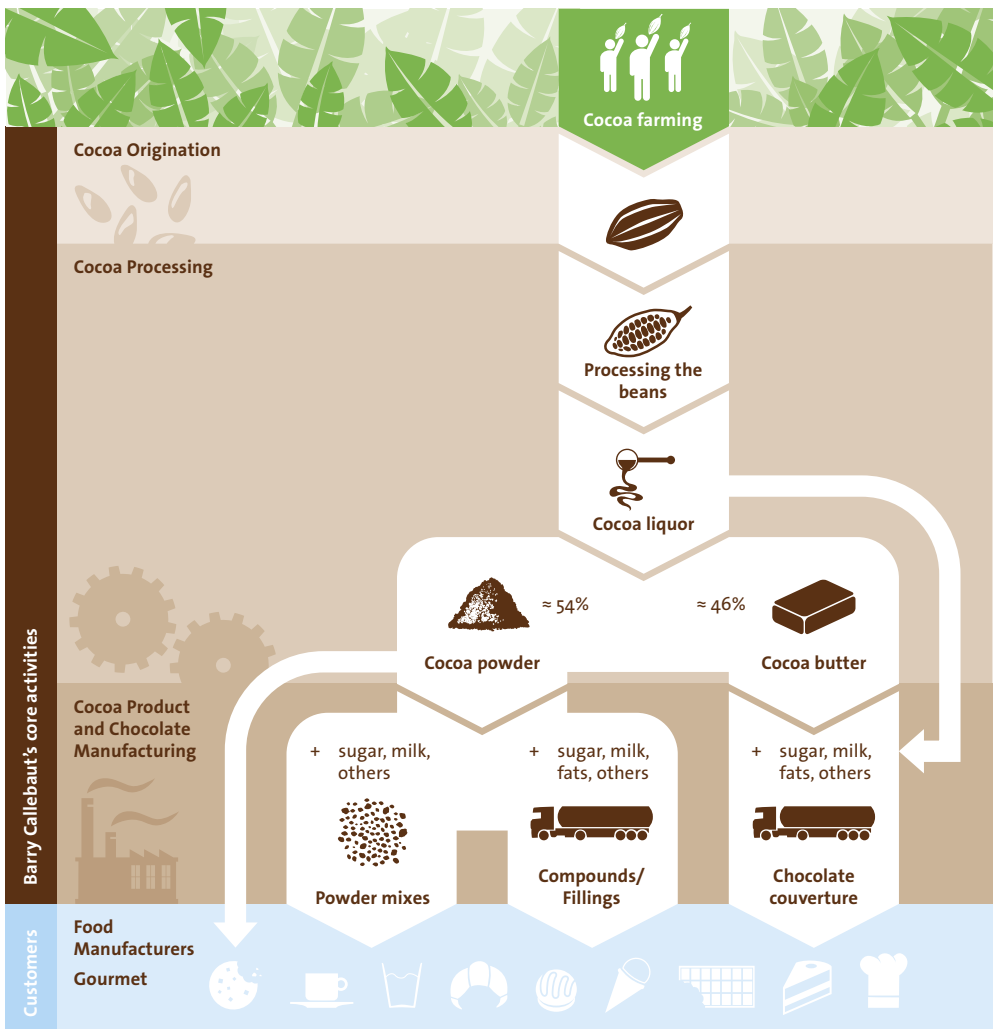 Cocoa farming
Cocoa Origination
Cocoa Processing
Processing the
beans
Cocoa liquor
≈ 54%
≈ 46%
Cocoa powder
Cocoa butter
Barry Callebaut's core activities
Cocoa Product
and Chocolate
Manufacturing
+ sugar, milk,
others
+ sugar, milk,
fats, others
+ sugar, milk,
fats, others
Powder mixes
Compounds/
Fillings
Chocolate
couverture
Customers
Food
Manufacturers
Gourmet